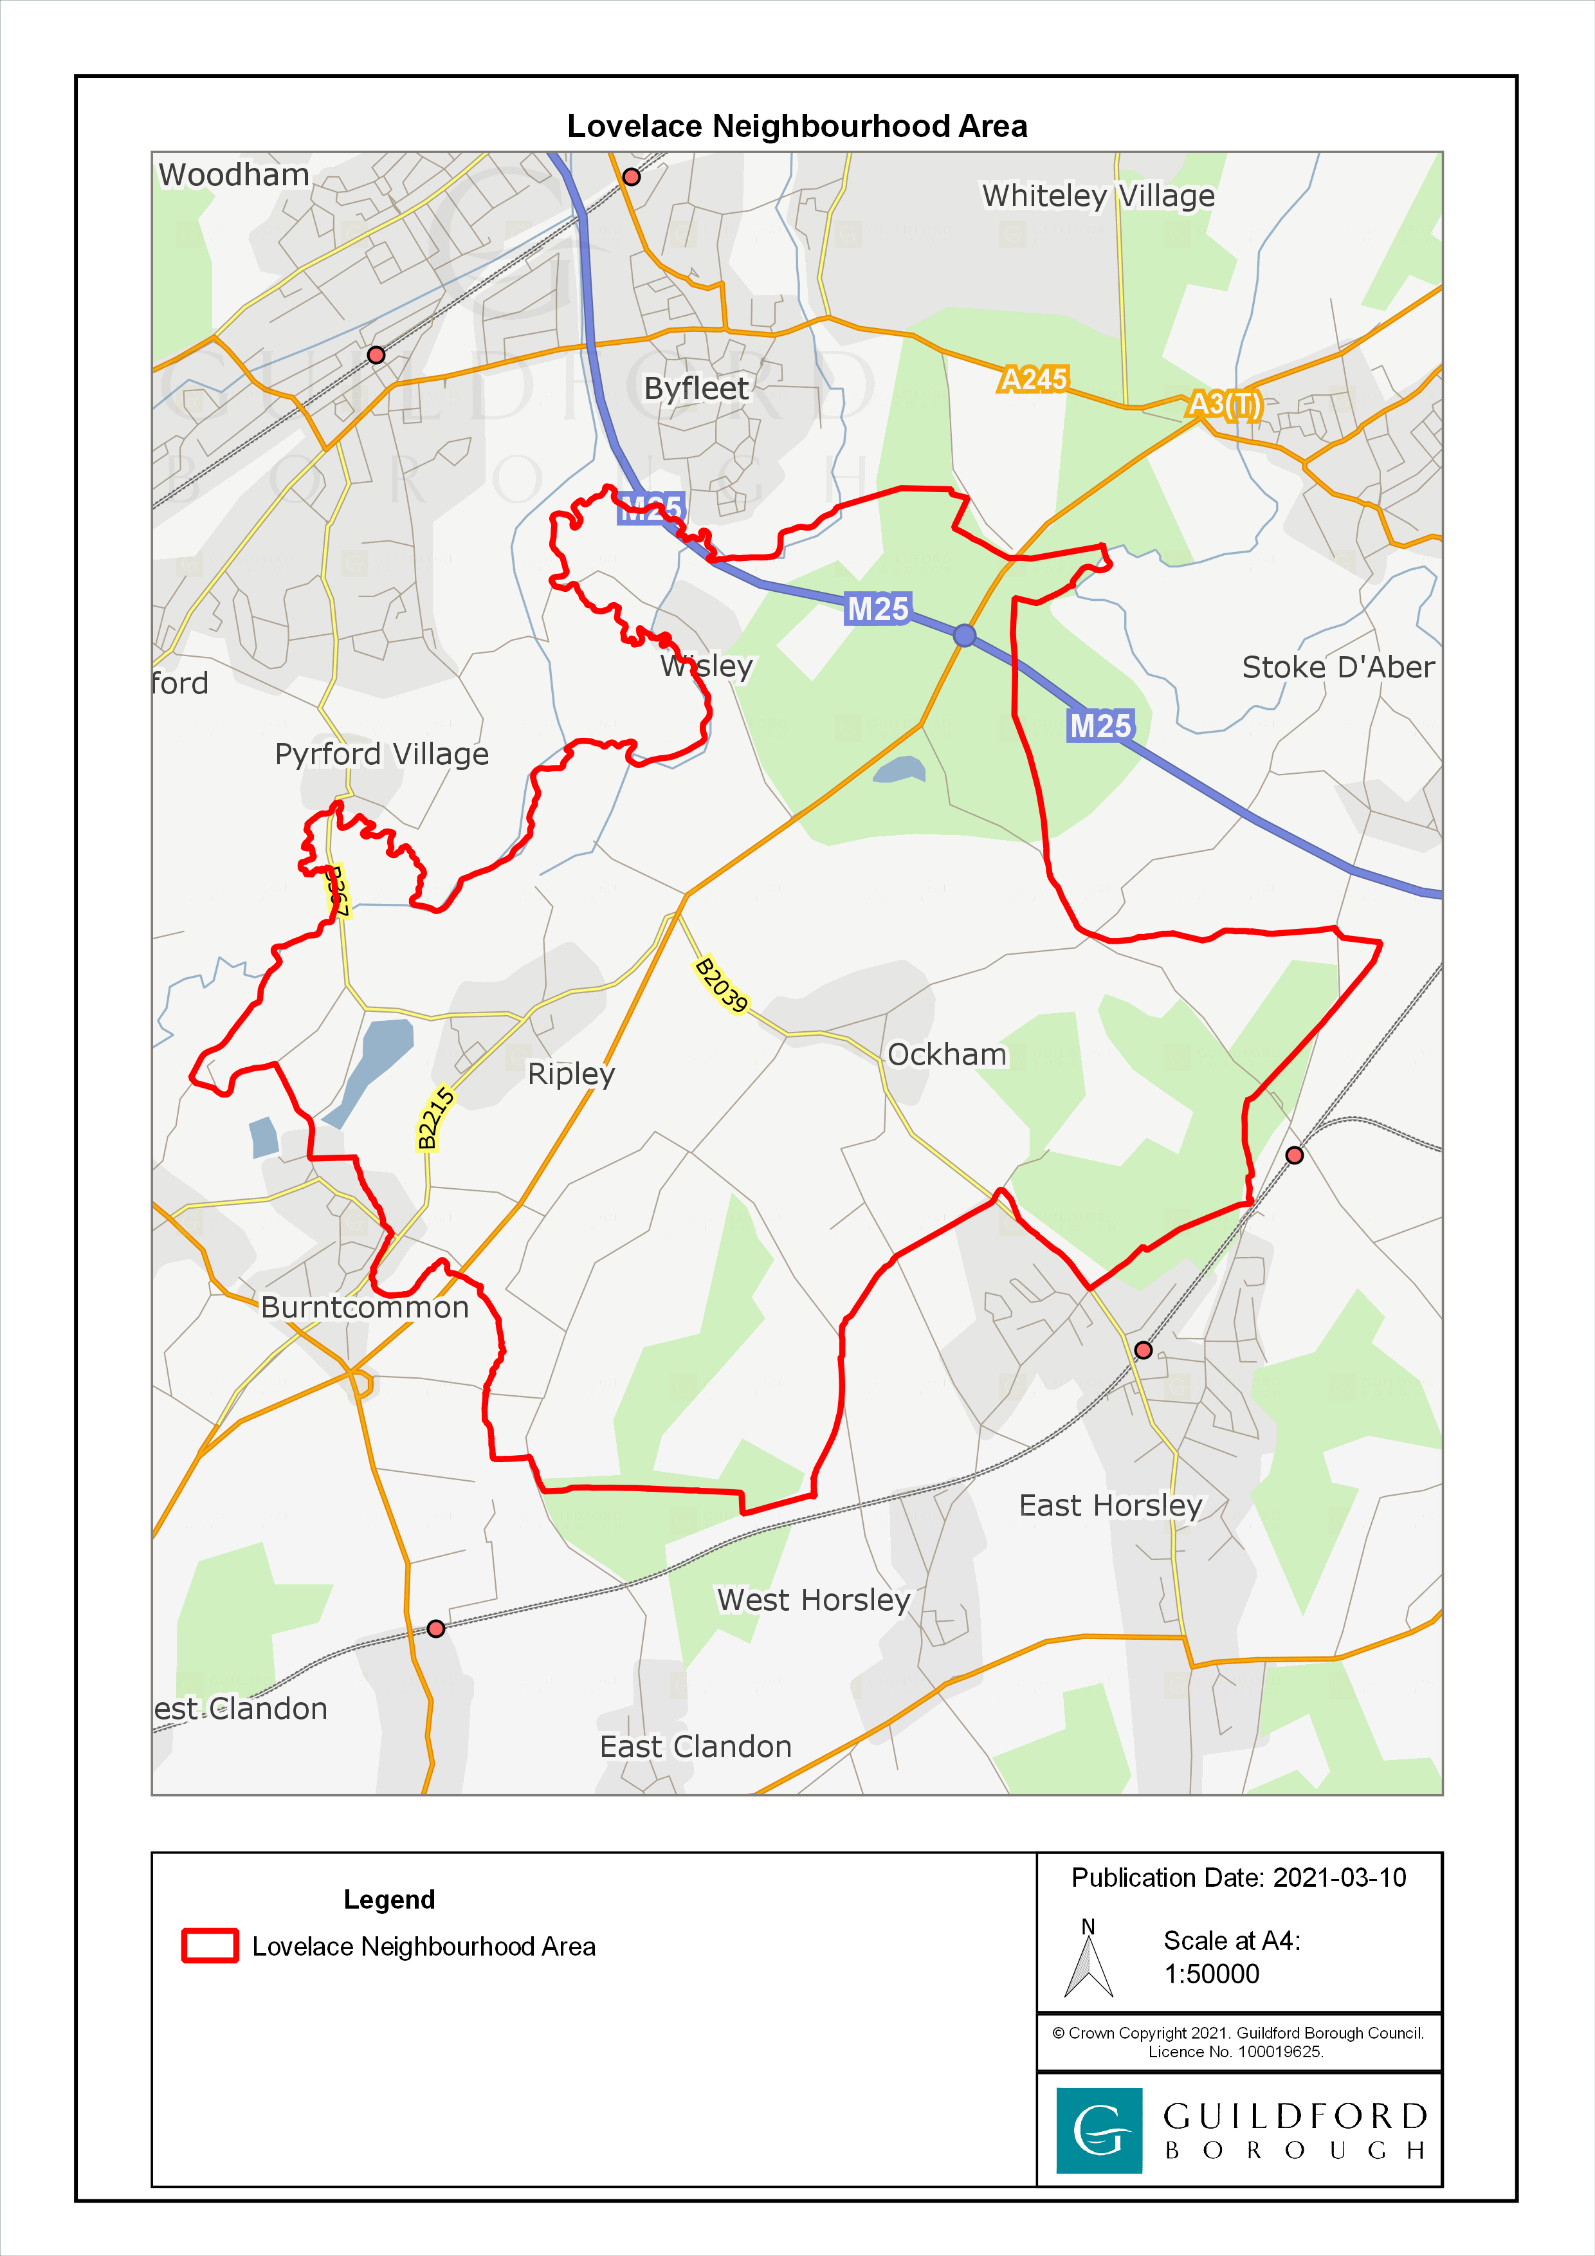 Lovelace Neighbourhood Area
Woodham
Whiteley Village
GUILDFORD
BOROUGH
Byfleet
A245
A3(T)
M25
M25
Wisley
ford
Stoke D'Aber
M25
Pyrford Village
B367
B2039
Ockham
Ripley
B2215
Burntcommon
East Horsley
West Horsley
est Clandon
East Clandon
Legend
Lovelace Neighbourhood Area
Publication Date: 2021-03-10
N
Scale at A4:
1:50000
© Crown Copyright 2021. Guildford Borough Council.
Licence No. 100019625.
G
GUILDFORD
BOROUGH